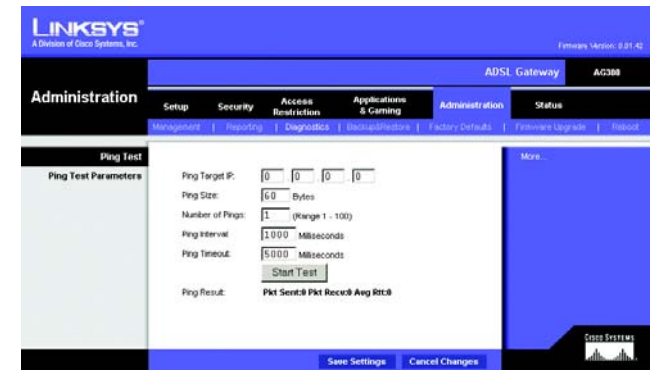 LINKSYS®
A Division of Cisco Systems, Inc.
Firmware Version: 0.01.42
ADSL Gateway AG300
Administration
Setup Security Access Restriction Applications & Gaming Administration Status
Management | Reporting | Diagnostics | Backup&Restore | Factory Defaults | Firmware Upgrade | Reboot
Ping Test
More...
Ping Test Parameters
Ping Target IP: 0 . 0 . 0 . 0
Ping Size: 60 Bytes
Number of Pings: 1 (Range 1 - 100)
Ping Interval: 1000 Miliseconds
Ping Timeout: 5000 Miliseconds
Start Test
Ping Result: Pkt Sent:0 Pkt Recv:0 Avg Rtt:0
CISCO SYSTEMS
Save Settings Cancel Changes